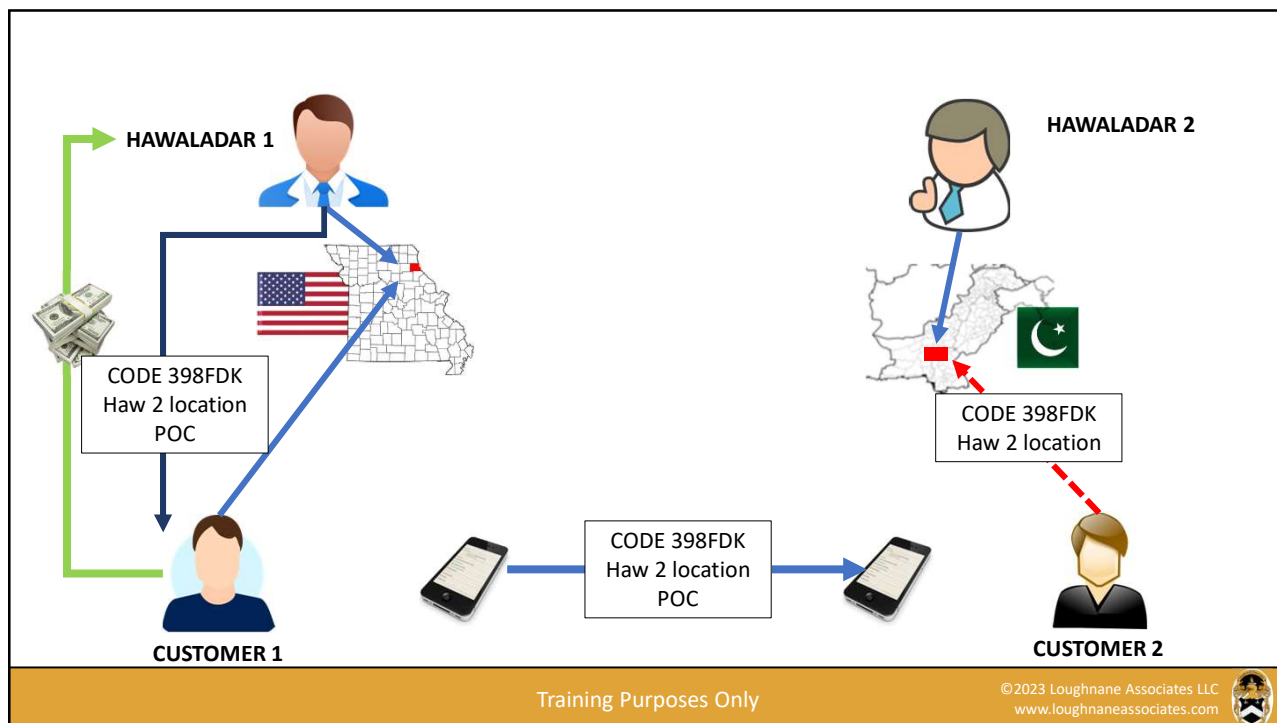 HAWALADAR 1
HAWALADAR 2
CODE 398FDK
Haw 2 location
POC
CODE 398FDK
Haw 2 location
CODE 398FDK
Haw 2 location
POC
CUSTOMER 1
CUSTOMER 2
Training Purposes Only
©2023 Loughnane Associates LLC
www.loughnaneassociates.com